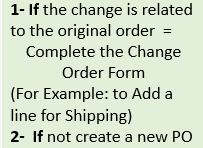 1- If the change is related
to the original order  =
Complete the Change
Order Form
(For Example: to Add a
line for Shipping)
2-  If not create a new PO